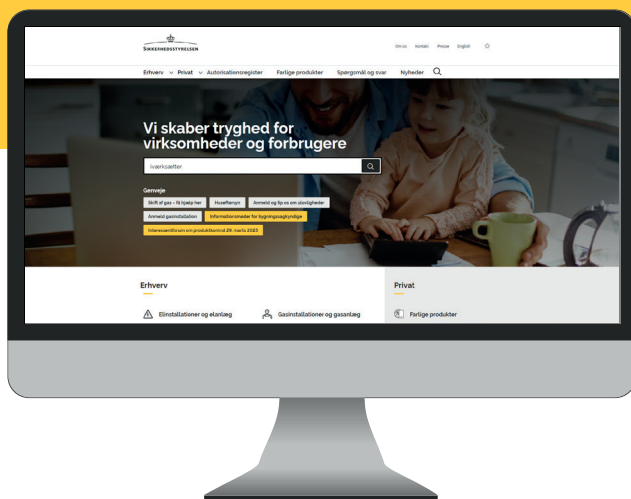 SIKKERHEDSSTYRELSEN
Om os Kontakt Presse English
Erhverv Privat Autorisationsregister Farlige produkter Spørgsmål og svar Nyheder
Vi skaber tryghed for
virksomheder og forbrugere
iværksætter
Genveje
Skift af gas - få hjælp her Huseftersyn Anmeld og tip os om ulovligheder
Anmeld gasinstallation Informationsmøder for bygningssagkyndige
Interessentforum om produktkontrol 29. marts 2023
Erhverv Privat
Elinstallationer og elanlæg Gasinstallationer og gasanlæg Farlige produkter